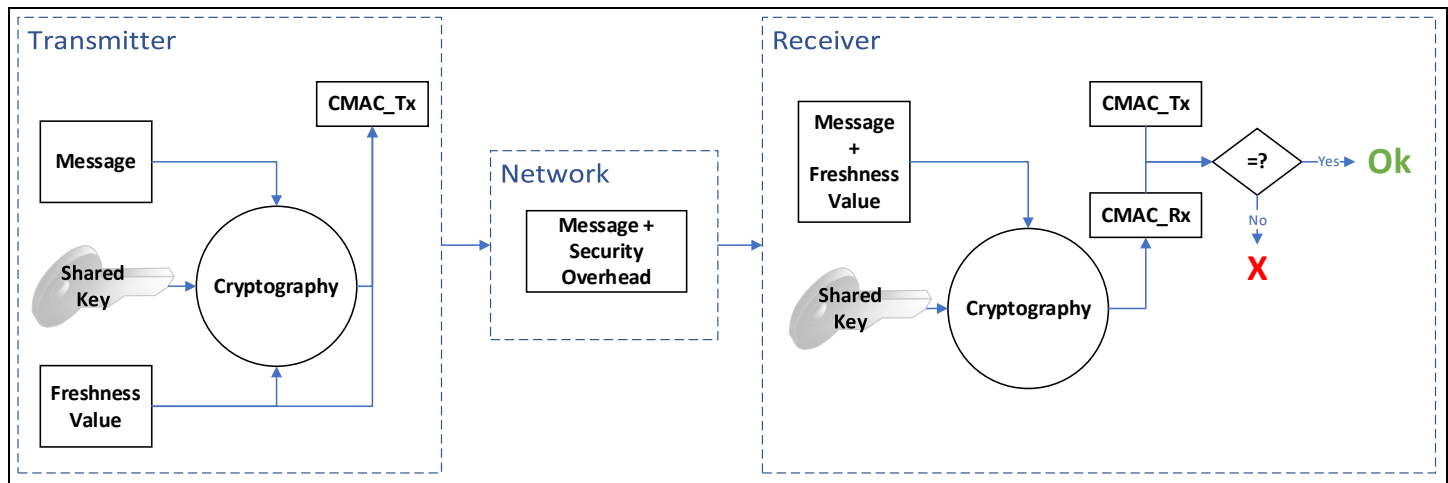 Transmitter
CMAC_Tx
Message
Shared
Key
Cryptography
Freshness
Value
Network
Message +
Security
Overhead
Receiver
Message
+
Freshness
Value
Shared
Key
Cryptography
CMAC_Tx
CMAC_Rx
=?
Yes
Ok
No
X